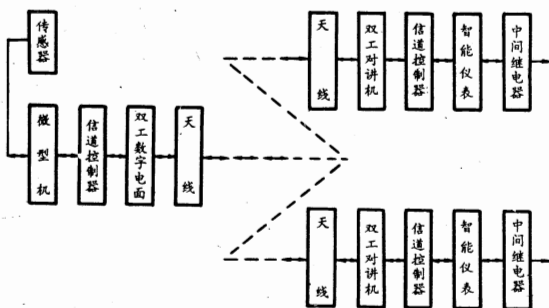 传感器
微型机
信道控制器
双工数字电面
天线
天线
双工对讲机
信道控制器
智能仪表
中间继电器
天线
双工对讲机
信道控制器
智能仪表
中间继电器